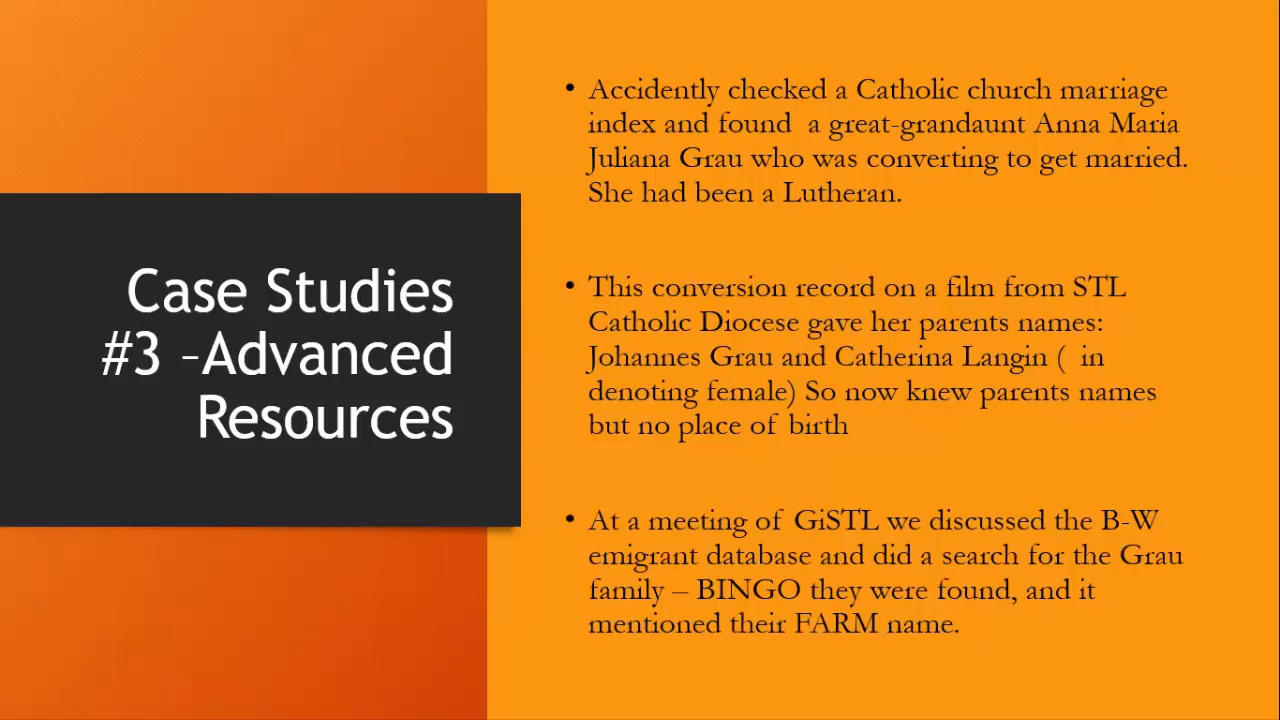 Case Studies
#3 –Advanced
Resources
• Accidently checked a Catholic church marriage
index and found  a great-grandaunt Anna Maria
Juliana Grau who was converting to get married.
She had been a Lutheran.
• This conversion record on a film from STL
Catholic Diocese gave her parents names:
Johannes Grau and Catherina Langin (  in
denoting female) So now knew parents names
but no place of birth
• At a meeting of GiSTL we discussed the B-W
emigrant database and did a search for the Grau
family – BINGO they were found, and it
mentioned their FARM name.